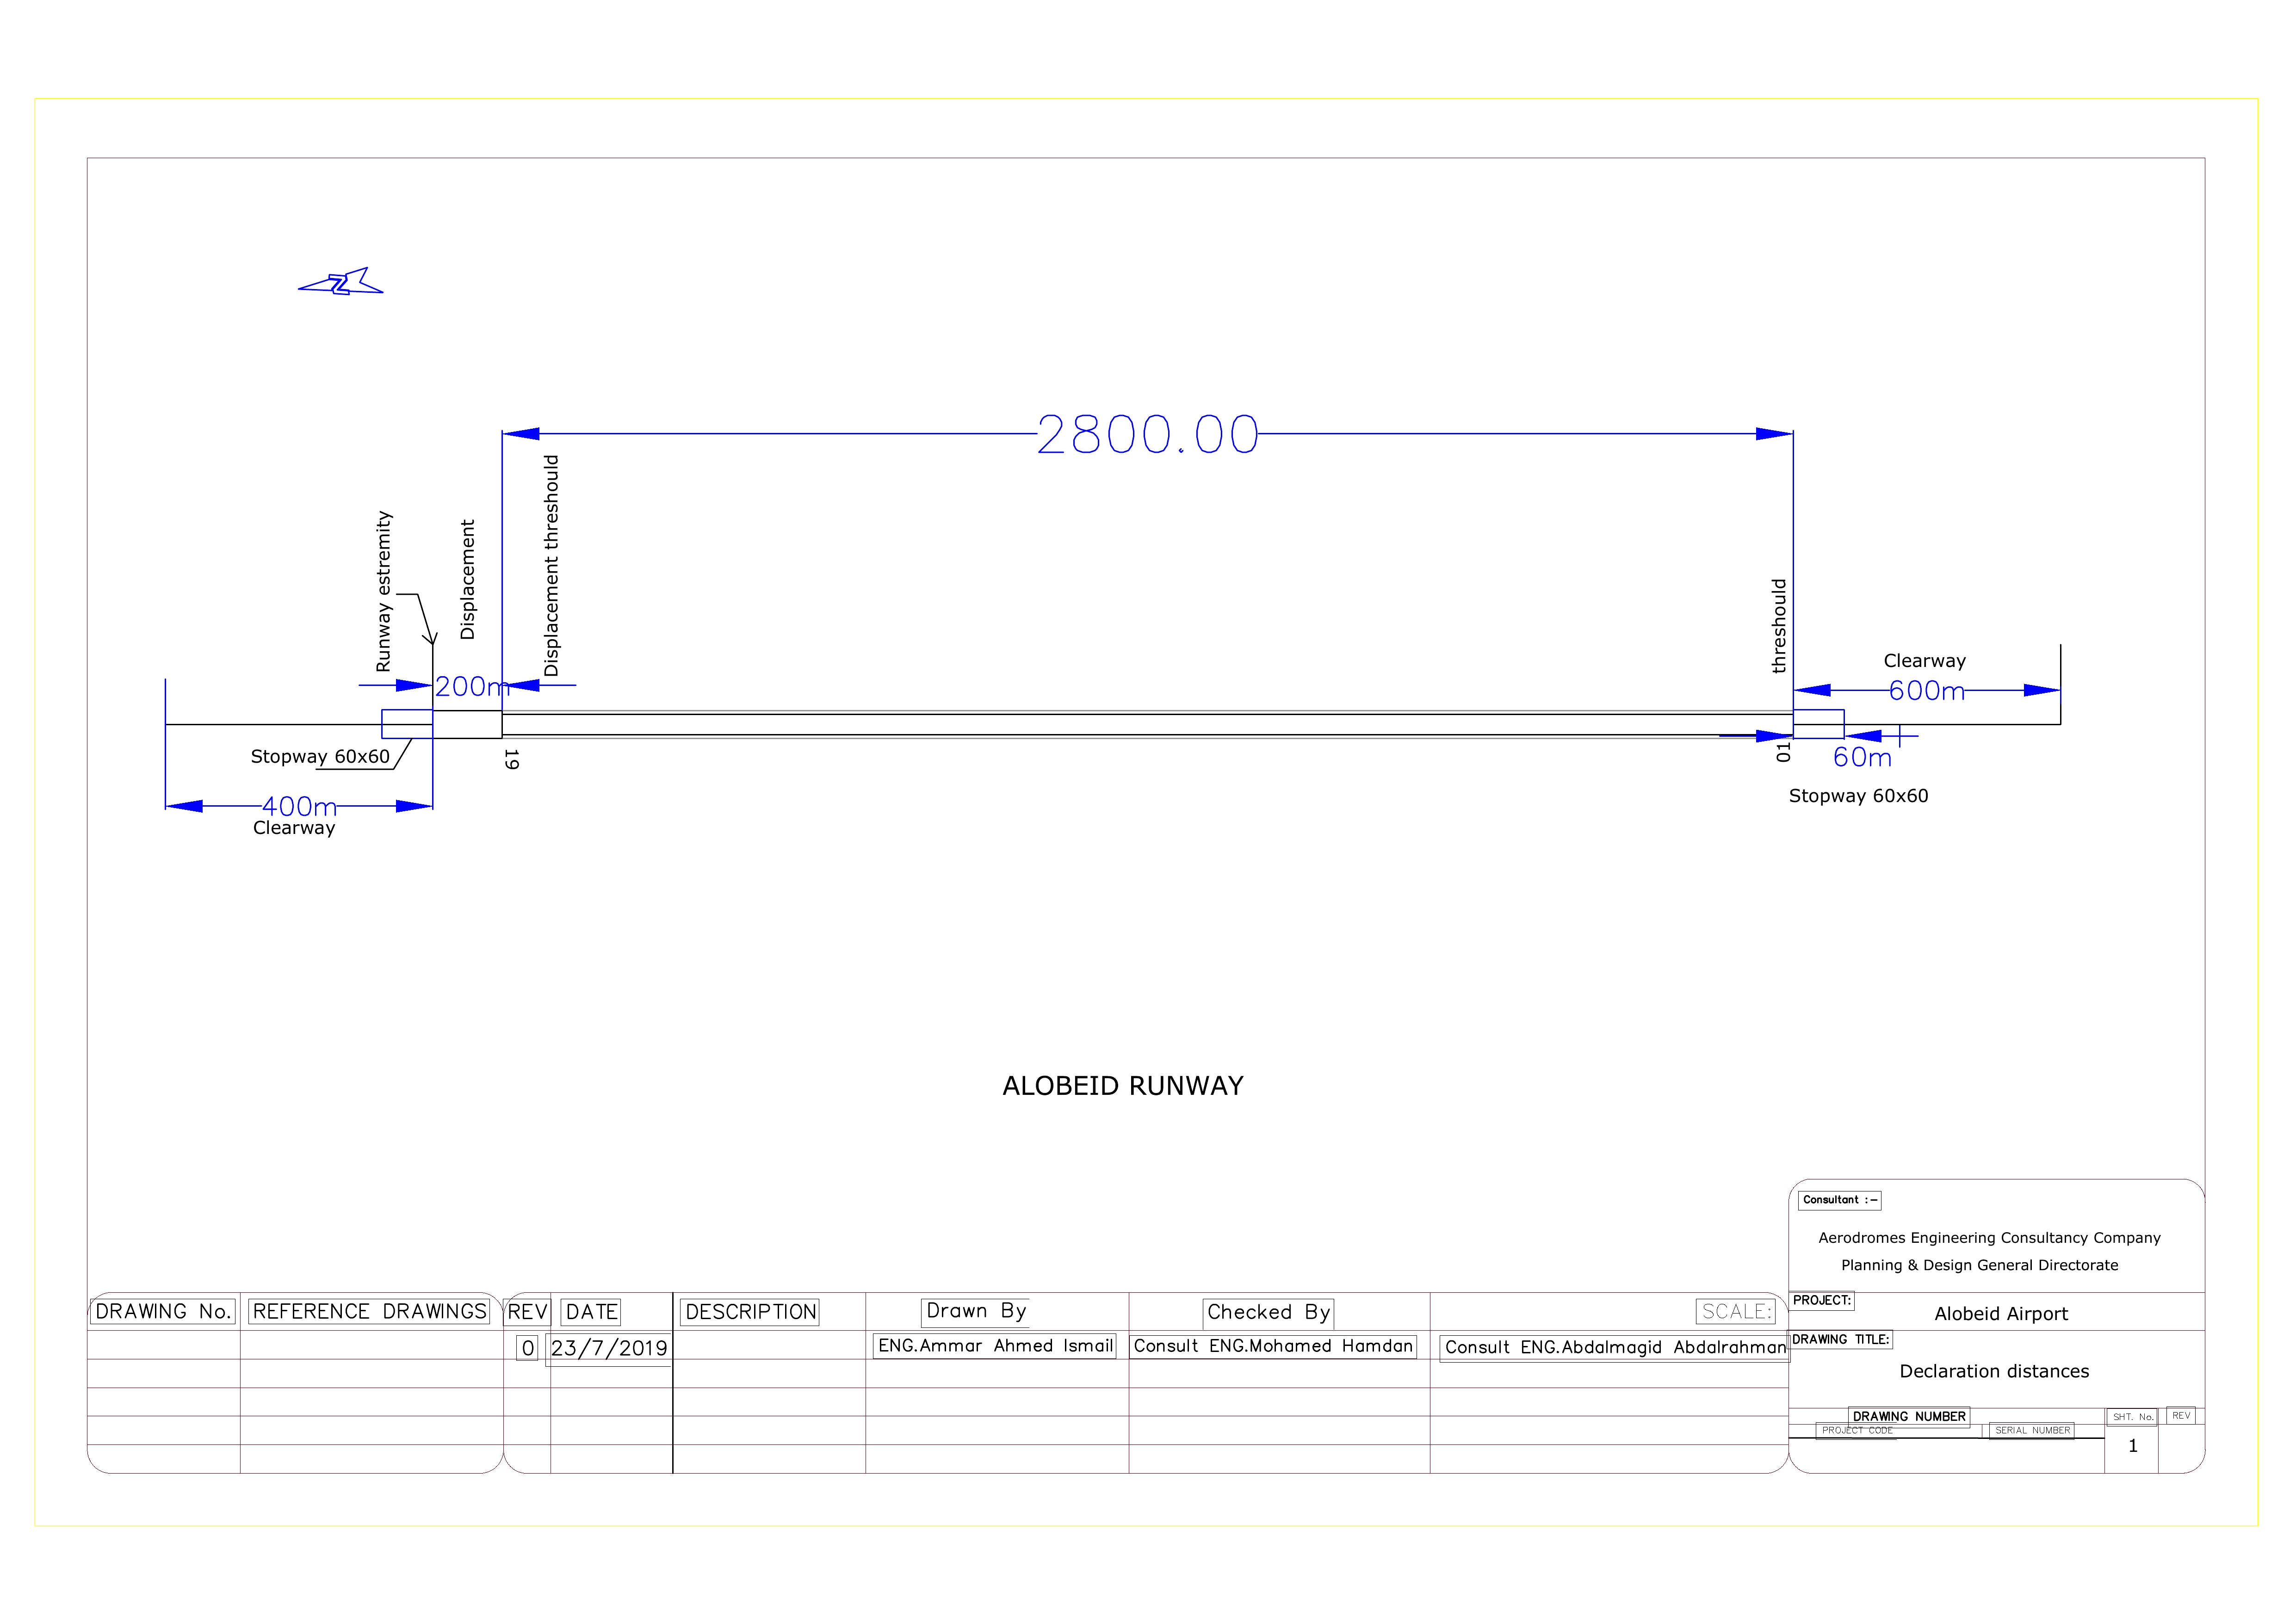 N
2800.00
Runway estremity
Displacement
Displacement threshould
threshould
Clearway
200m
600m
Stopway 60x60
19
01
60m
400m
Clearway
Stopway 60x60
ALOBEID RUNWAY
Consultant :-
Aerodromes Engineering Consultancy Company
Planning & Design General Directorate
PROJECT:
Alobeid Airport
DRAWING TITLE:
Declaration distances
DRAWING NUMBER
PROJECT CODE
SERIAL NUMBER
SHT. No.
REV
1
DRAWING No.
REFERENCE DRAWINGS
REV
DATE
DESCRIPTION
Drawn By
Checked By
SCALE:
0
23/7/2019
ENG.Ammar Ahmed Ismail
Consult ENG.Mohamed Hamdan
Consult ENG.Abdalmagid Abdalrahman